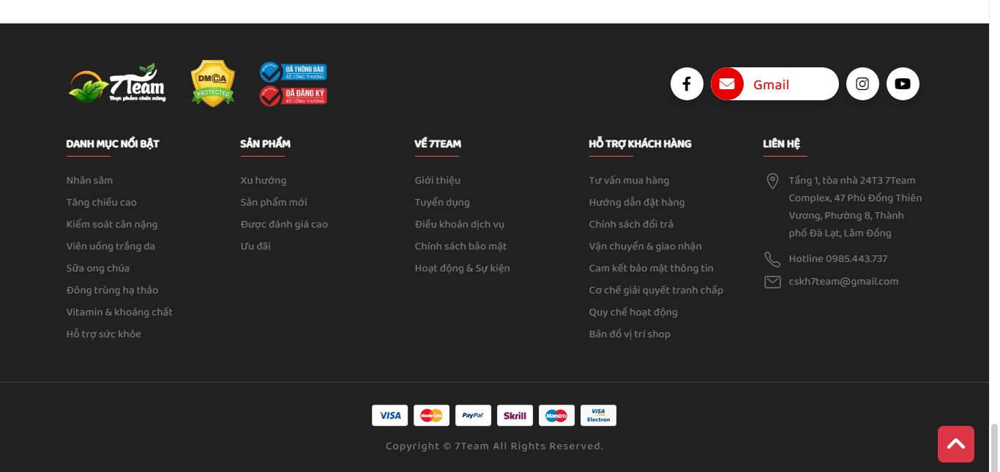 7Team
Thực phẩm chức năng
DMCA
PROTECTED
ĐÃ THÔNG BÁO
BỘ CÔNG THƯƠNG
ĐÃ ĐĂNG KÝ
BỘ CÔNG THƯƠNG
Gmail
DANH MỤC NỔI BẬT
Nhân sâm
Tăng chiều cao
Kiểm soát cân nặng
Viên uống trắng da
Sữa ong chúa
Đông trùng hạ thảo
Vitamin & khoáng chất
Hỗ trợ sức khỏe
SẢN PHẨM
Xu hướng
Sản phẩm mới
Được đánh giá cao
Ưu đãi
VỀ 7TEAM
Giới thiệu
Tuyển dụng
Điều khoản dịch vụ
Chính sách bảo mật
Hoạt động & Sự kiện
HỖ TRỢ KHÁCH HÀNG
Tư vấn mua hàng
Hướng dẫn đặt hàng
Chính sách đổi trả
Vận chuyển & giao nhận
Cam kết bảo mật thông tin
Cơ chế giải quyết tranh chấp
Quy chế hoạt động
Bản đồ vị trí shop
LIÊN HỆ
Tầng 1, tòa nhà 24T3 7Team
Complex, 47 Phù Đổng Thiên
Vương, Phường 8, Thành
phố Đà Lạt, Lâm Đồng
Hotline 0985.443.737
cskh7team@gmail.com
VISA
MasterCard
PayPal
Skrill
Maestro
VISA
Electron
Copyright © 7Team All Rights Reserved.